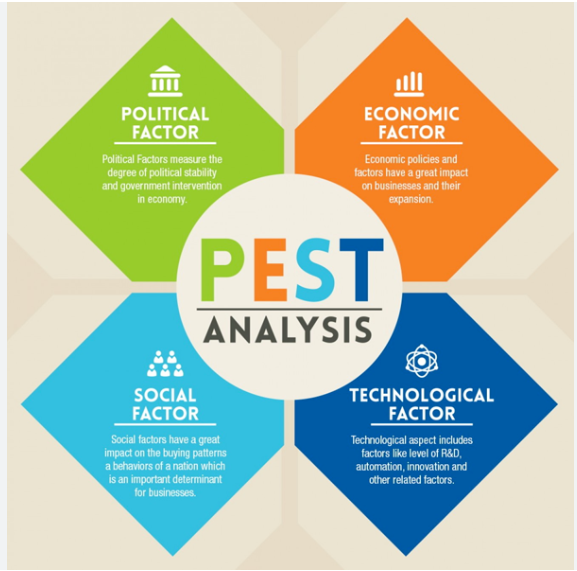 POLITICAL
FACTOR
Political Factors measure the
degree of political stability
and government intervention
in economy.
ECONOMIC
FACTOR
Economic policies and
factors have a great impact
on businesses and their
expansion.
PEST
ANALYSIS
SOCIAL
FACTOR
Social factors have a great
impact on the buying patterns
a behaviors of a nation which
is an important determinant
for businesses.
TECHNOLOGICAL
FACTOR
Technological aspect includes
factors like level of R&D,
automation, innovation and
other related factors.